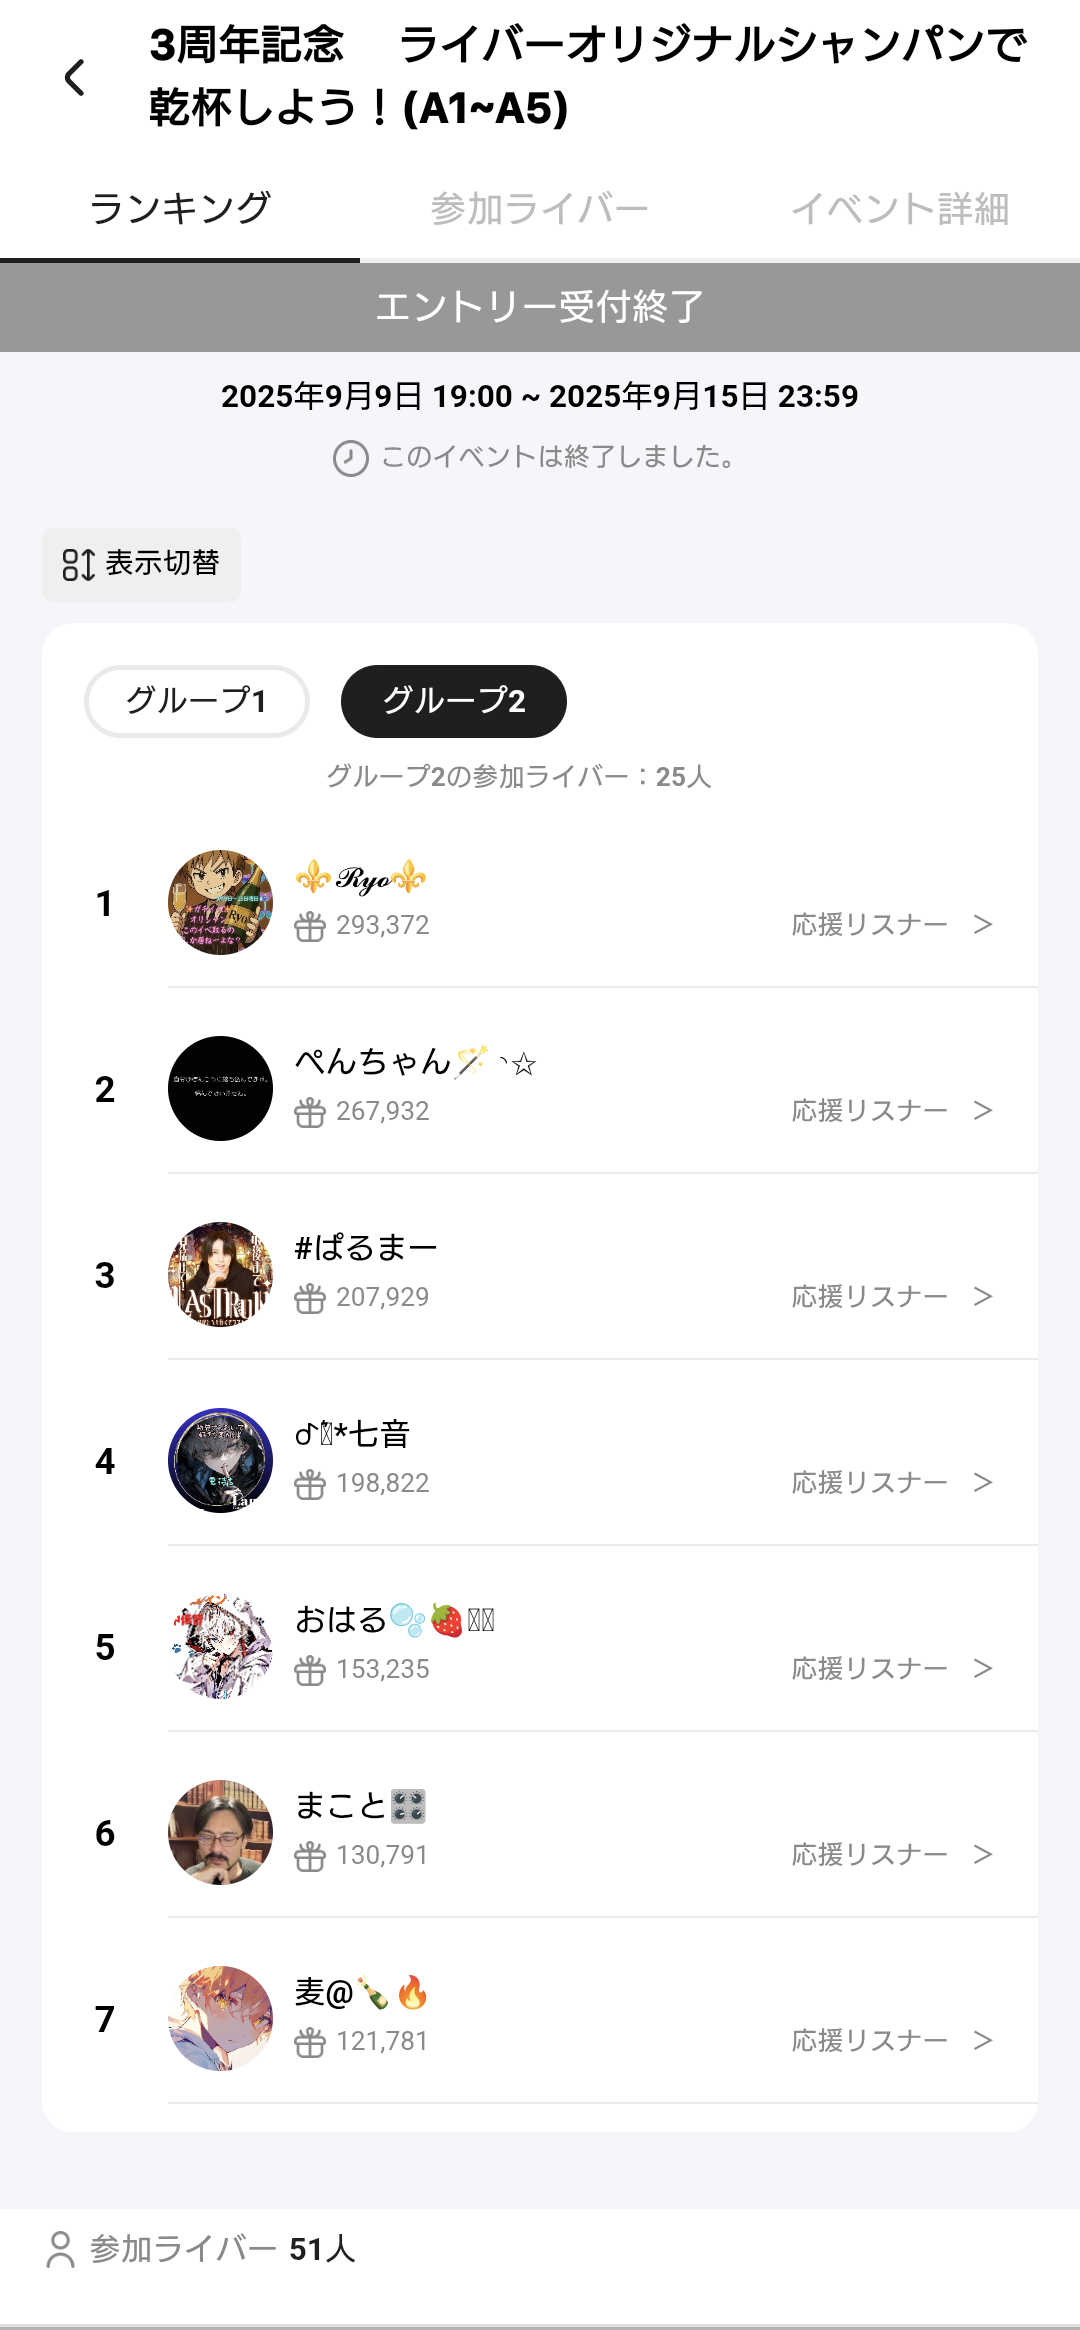 3周年記念　ライバーオリジナルシャンパンで
乾杯しよう！(A1~A5)
ランキング
参加ライバー
イベント詳細
エントリー受付終了
2025年9月9日 19:00 ~ 2025年9月15日 23:59
このイベントは終了しました。
表示切替
グループ1
グループ2
グループ2の参加ライバー：25人
1
⚜️𝓡𝔂𝓸⚜️
293,372
応援リスナー >
2
ぺんちゃん🪄︎ ◝✩
267,932
応援リスナー >
3
#ぱるまー
207,929
応援リスナー >
4
*七音
198,822
応援リスナー >
5
おはる🫧🍓
153,235
応援リスナー >
6
まこと🎛️
130,791
応援リスナー >
7
麦@🍾🔥
121,781
応援リスナー >
参加ライバー 51人